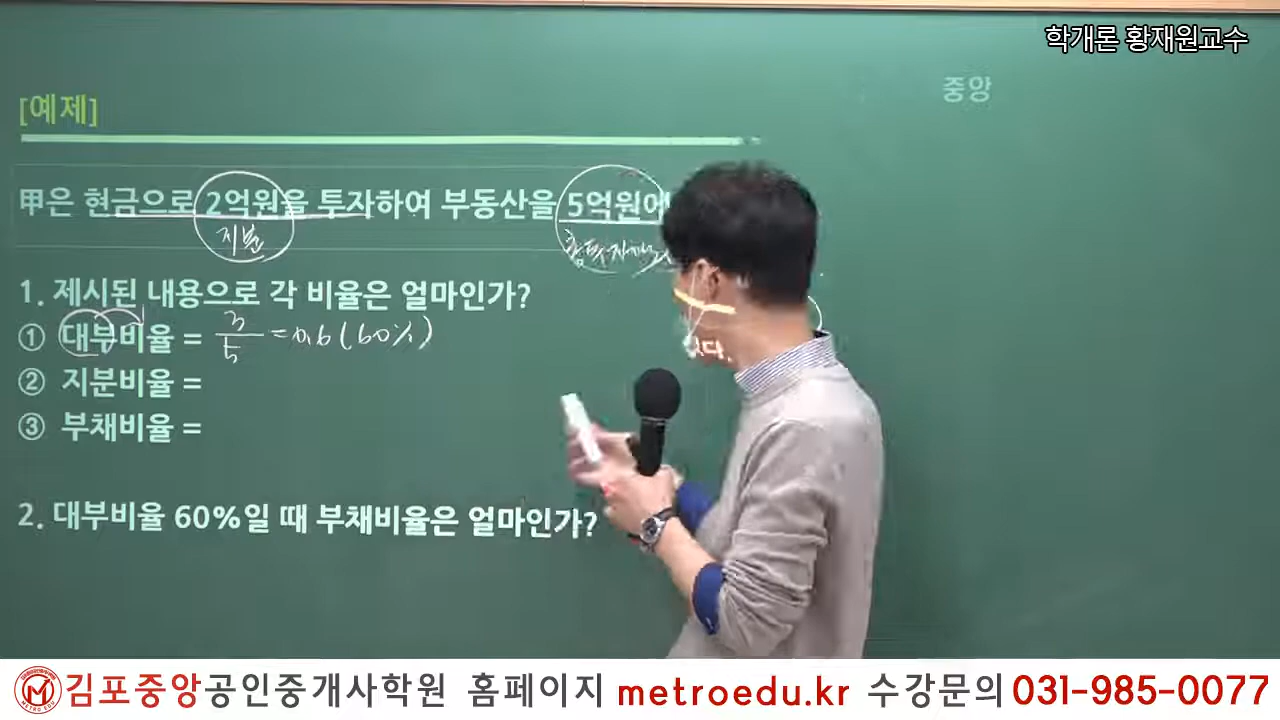 학개론 황재원교수
중앙
[예제]
甲은 현금으로 2억원을 투자하여 부동산을 5억원에
지분
1. 제시된 내용으로 각 비율은 얼마인가?
① 대부비율 = 3/5 = 0.6 (60%)
있다.
② 지분비율 =
③ 부채비율 =
2. 대부비율 60%일 때 부채비율은 얼마인가?
김포중앙공인중개사학원 홈페이지 metroedu.kr 수강문의 031-985-0077
METRO EDU